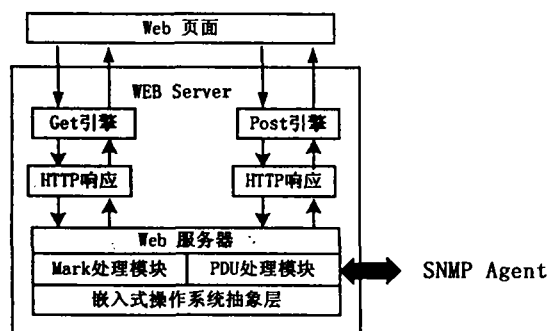 Web 页面
WEB Server
Get引擎 Post引擎
HTTP响应 HTTP响应
Web 服务器
Mark处理模块 PDU处理模块 SNMP Agent
嵌入式操作系统抽象层